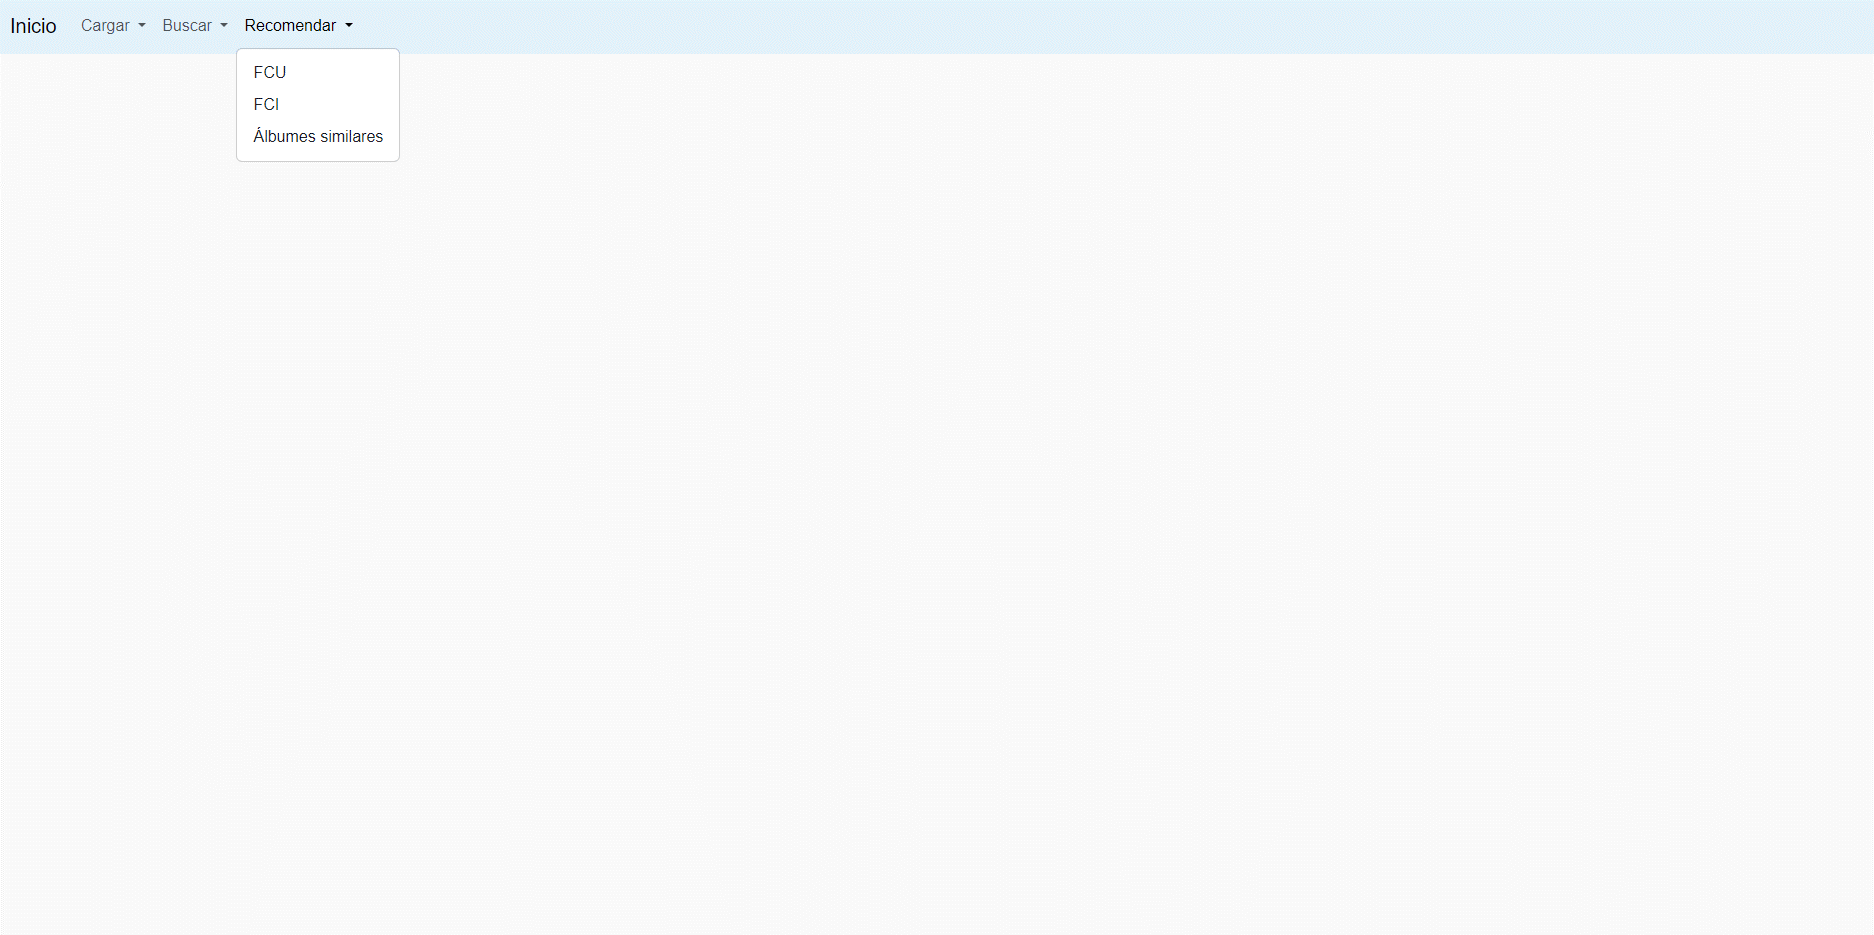 Inicio Cargar Buscar Recomendar
FCU
FCI
Álbumes similares